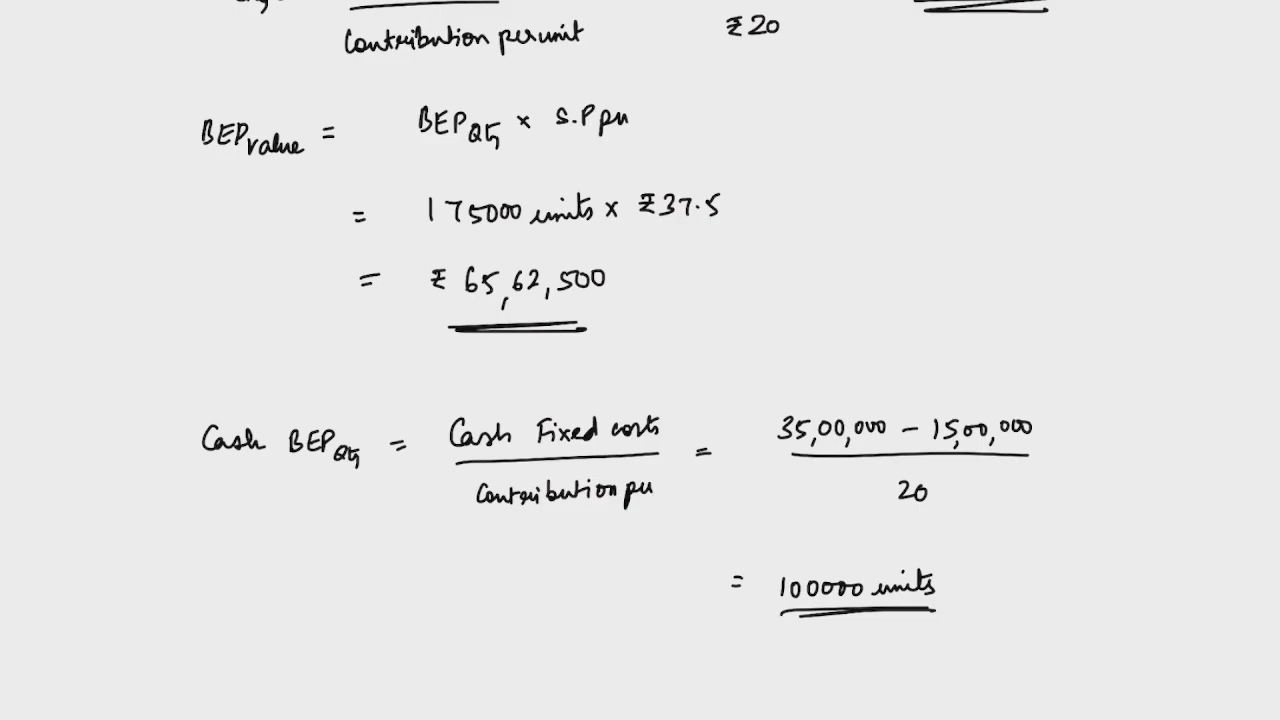 Contribution per unit ₹20
BEP value = BEP Qty × S.P pu
= 175000 units × ₹37.5
= ₹ 65,62,500
Cash BEP Qty = Cash Fixed costs / Contribution pu = 35,00,000 - 15,00,000 / 20
= 100000 units